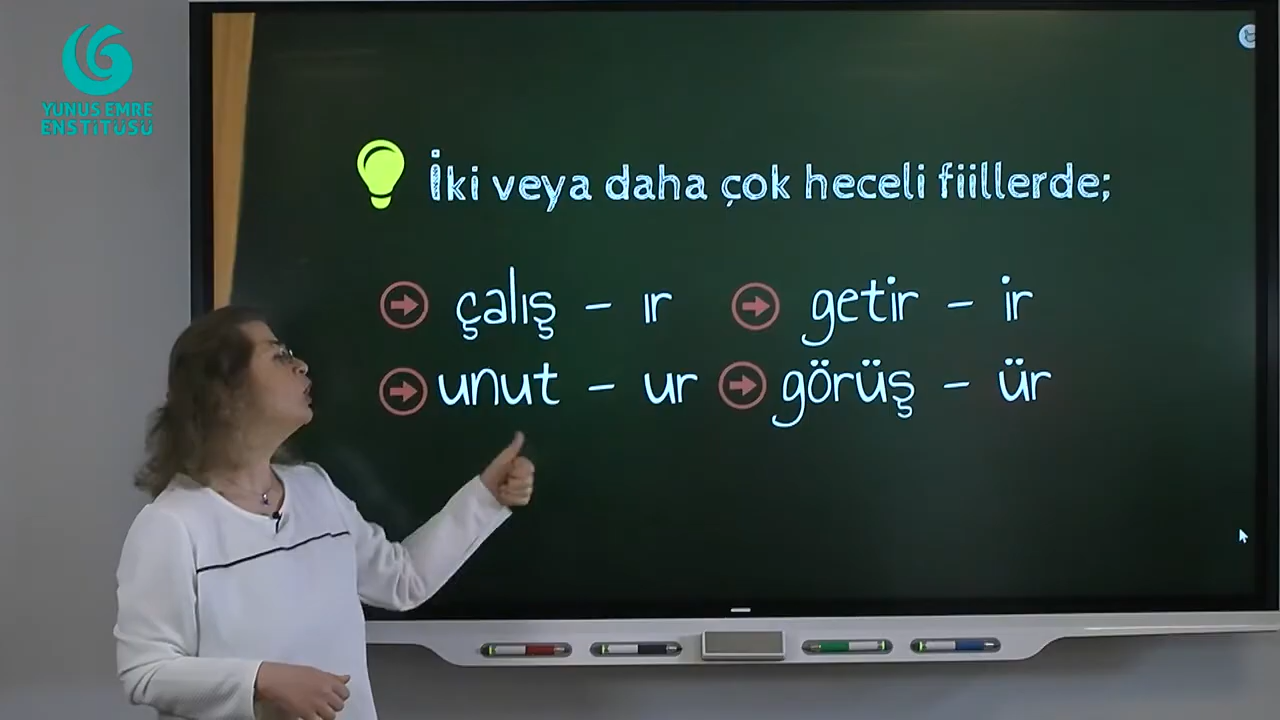 YUNUS EMRE
ENSTİTÜSÜ
İki veya daha çok heceli fiillerde;
çalış – ır
getir – ir
unut – ur
görüş – ür